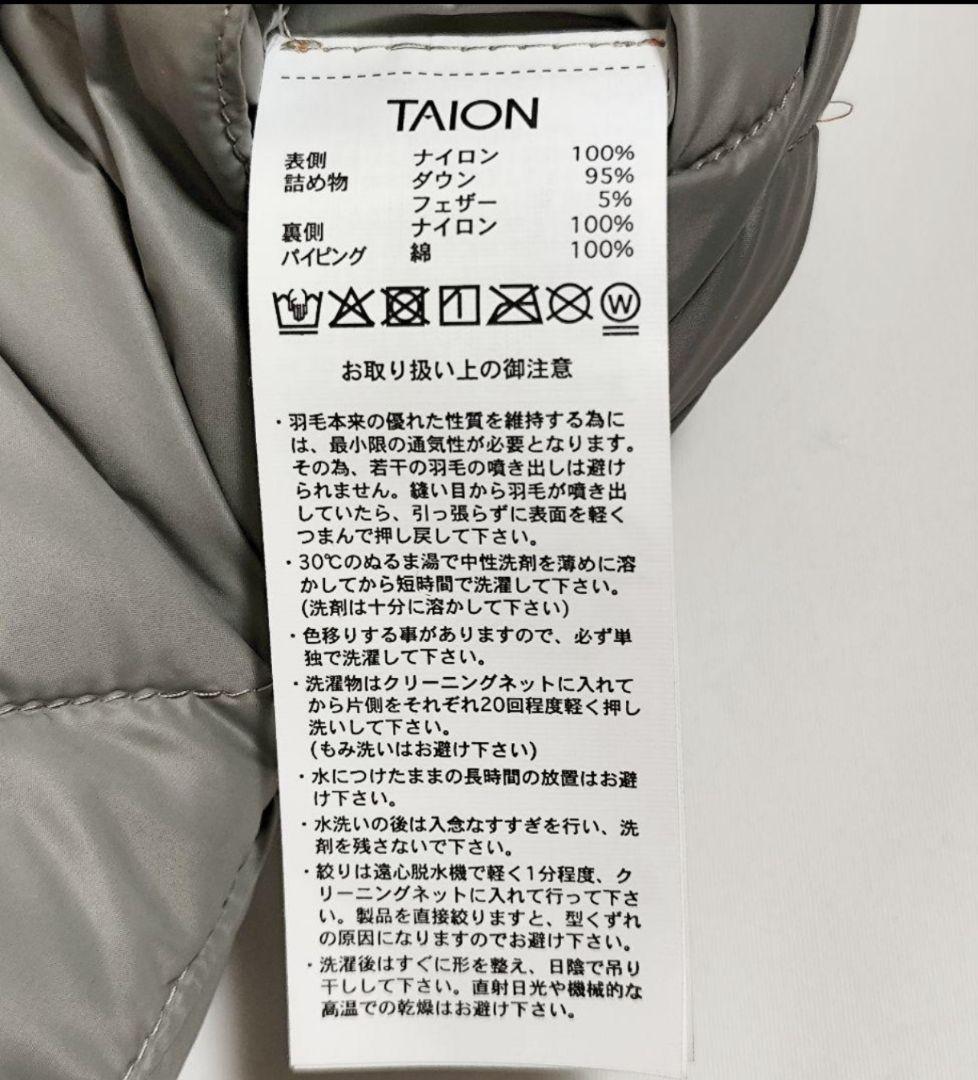 TAION
表側 ナイロン 100%
詰め物 ダウン 95%
フェザー 5%
裏側 ナイロン 100%
パイピング 綿 100%
W
お取り扱い上の御注意
・羽毛本来の優れた性質を維持する為に
は、最小限の通気性が必要となります。
その為、若干の羽毛の噴き出しは避け
られません。縫い目から羽毛が噴き出
していたら、引っ張らずに表面を軽く
つまんで押し戻して下さい。
・30℃のぬるま湯で中性洗剤を薄めに溶
かしてから短時間で洗濯して下さい。
(洗剤は十分に溶かして下さい)
・色移りする事がありますので、必ず単
独で洗濯して下さい。
・洗濯物はクリーニングネットに入れて
から片側をそれぞれ20回程度軽く押し
洗いして下さい。
(もみ洗いはお避け下さい)
・水につけたままの長時間の放置はお避
け下さい。
・水洗いの後は入念なすすぎを行い、洗
剤を残さないで下さい。
・絞りは遠心脱水機で軽く1分程度、ク
リーニングネットに入れて行って下さ
い。製品を直接絞りますと、型くずれ
の原因になりますのでお避け下さい。
・洗濯後はすぐに形を整え、日陰で吊り
干しして下さい。直射日光や機械的な
高温での乾燥はお避け下さい。